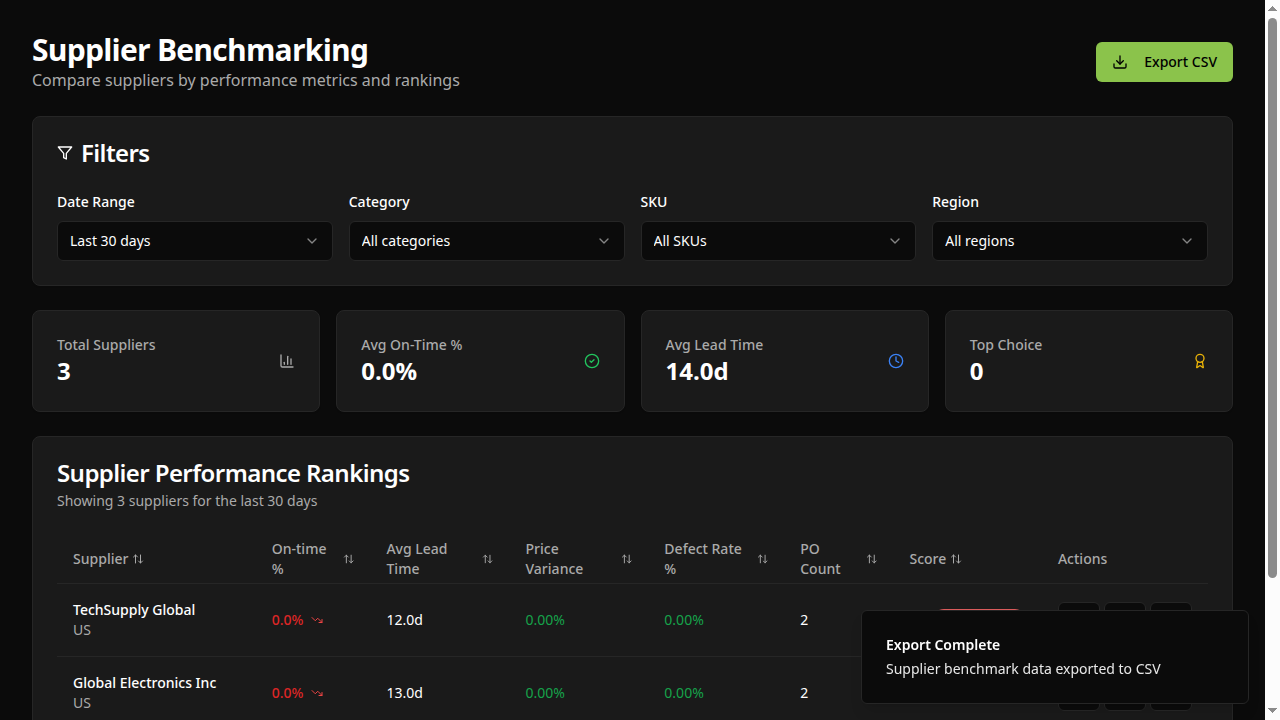 Supplier Benchmarking
Compare suppliers by performance metrics and rankings
Export CSV
Filters
Date Range
Category
SKU
Region
Last 30 days
All categories
All SKUs
All regions
Total Suppliers
3
Avg On-Time %
0.0%
Avg Lead Time
14.0d
Top Choice
0
Supplier Performance Rankings
Showing 3 suppliers for the last 30 days
Supplier
On-time
%
Avg Lead
Time
Price
Variance
Defect Rate
%
PO
Count
Score
Actions
TechSupply Global
US
0.0%
12.0d
0.00%
0.00%
2
Global Electronics Inc
US
0.0%
13.0d
0.00%
0.00%
2
Export Complete
Supplier benchmark data exported to CSV